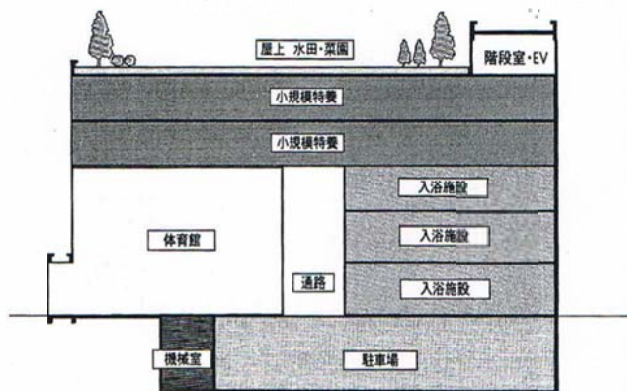 屋上 水田・菜園
階段室・EV
小規模特養
小規模特養
入浴施設
体育館
入浴施設
通路
入浴施設
機械室
駐車場